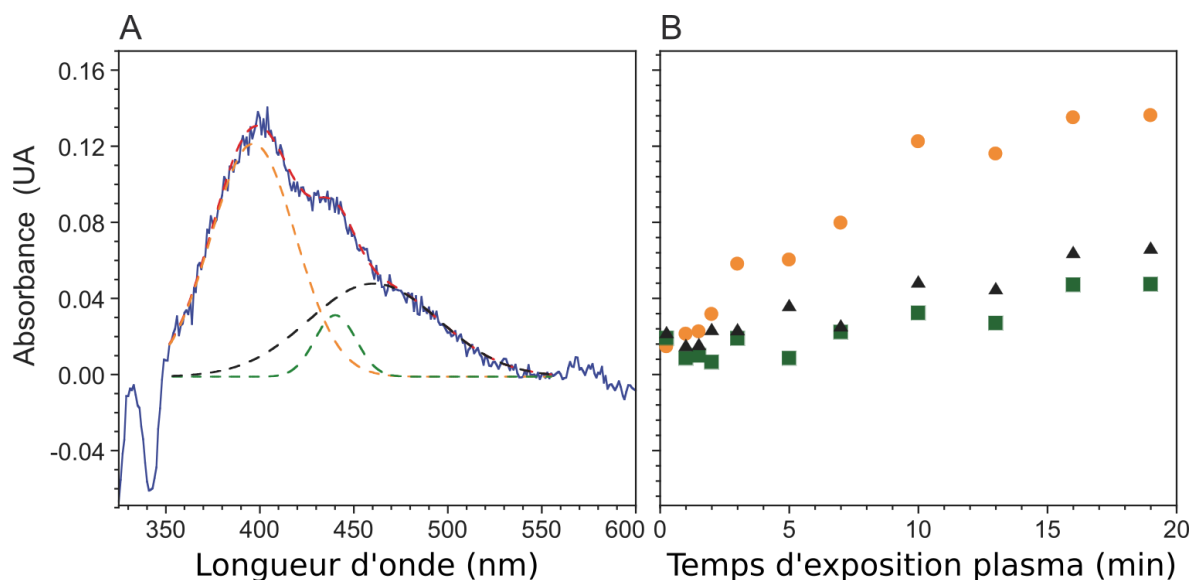 A
B
Absorbance (UA
0.16
0.12
0.08
0.04
0.00
-0.04
350 400 450 500 550 600
0 5 10 15 20
Longueur d'onde (nm)
Temps d'exposition plasma (min)